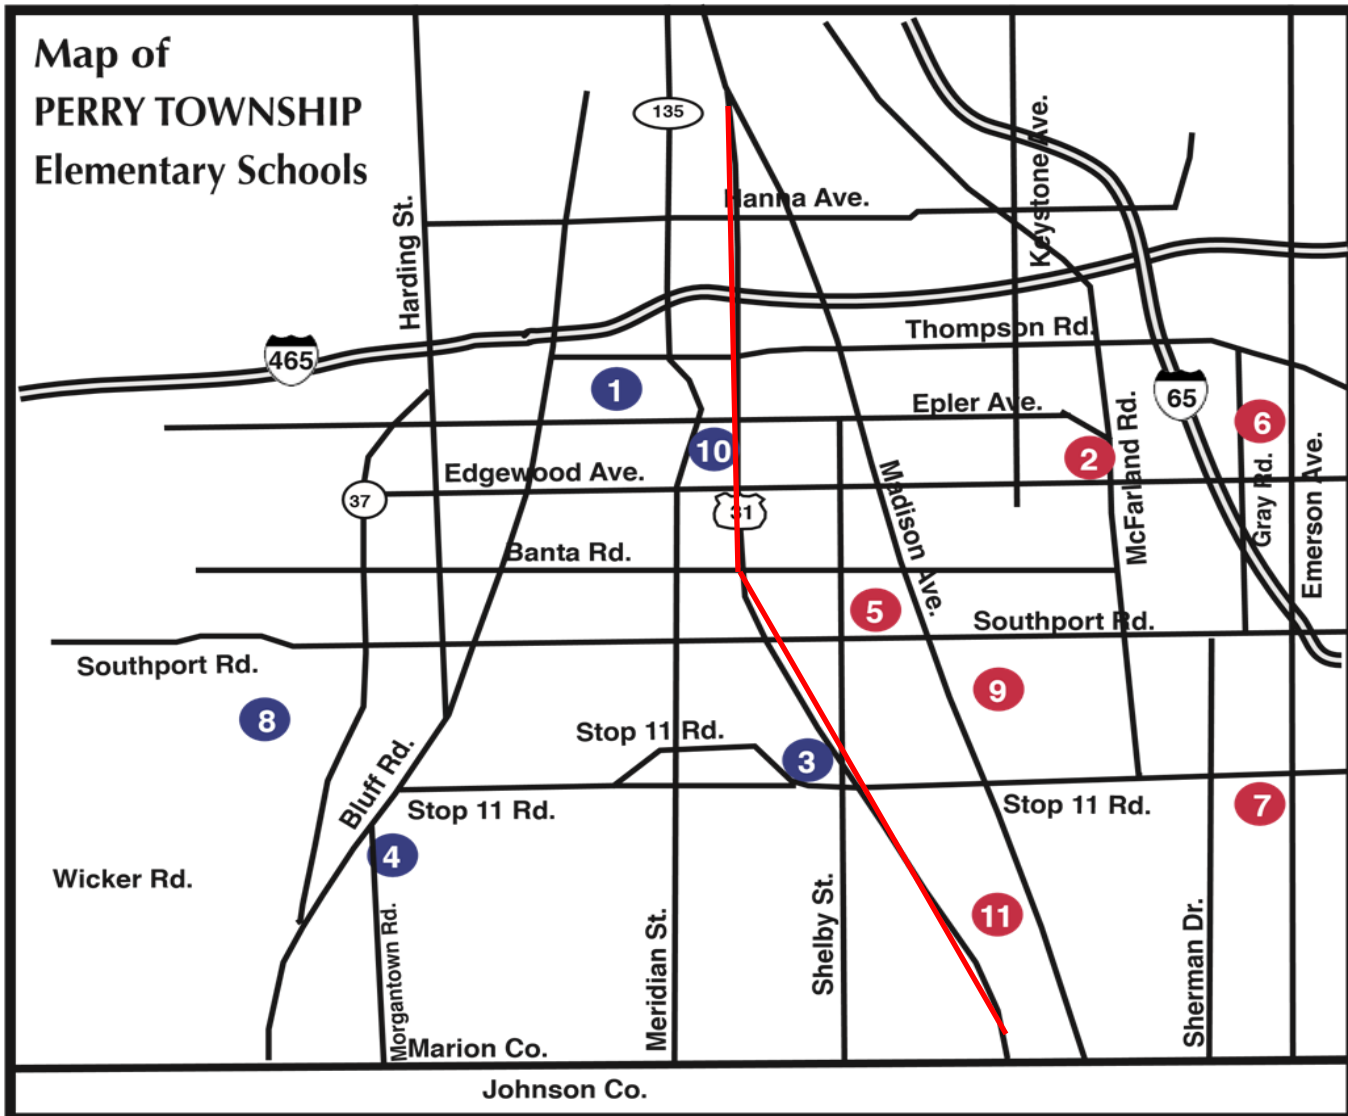 Map of
PERRY TOWNSHIP
Elementary Schools
135
Keystone Ave.
Hanna Ave.
Harding St.
Thompson Rd.
465
65
1
Epler Ave.
6
10
2
McFarland Rd.
Edgewood Ave.
Madison Ave.
Gray Rd.
Emerson Ave.
37
31
Banta Rd.
5
Southport Rd.
Southport Rd.
9
8
Stop 11 Rd.
3
Bluff Rd.
Stop 11 Rd.
Stop 11 Rd.
7
4
Wicker Rd.
11
Morgantown Rd.
Meridian St.
Shelby St.
Sherman Dr.
Marion Co.
Johnson Co.